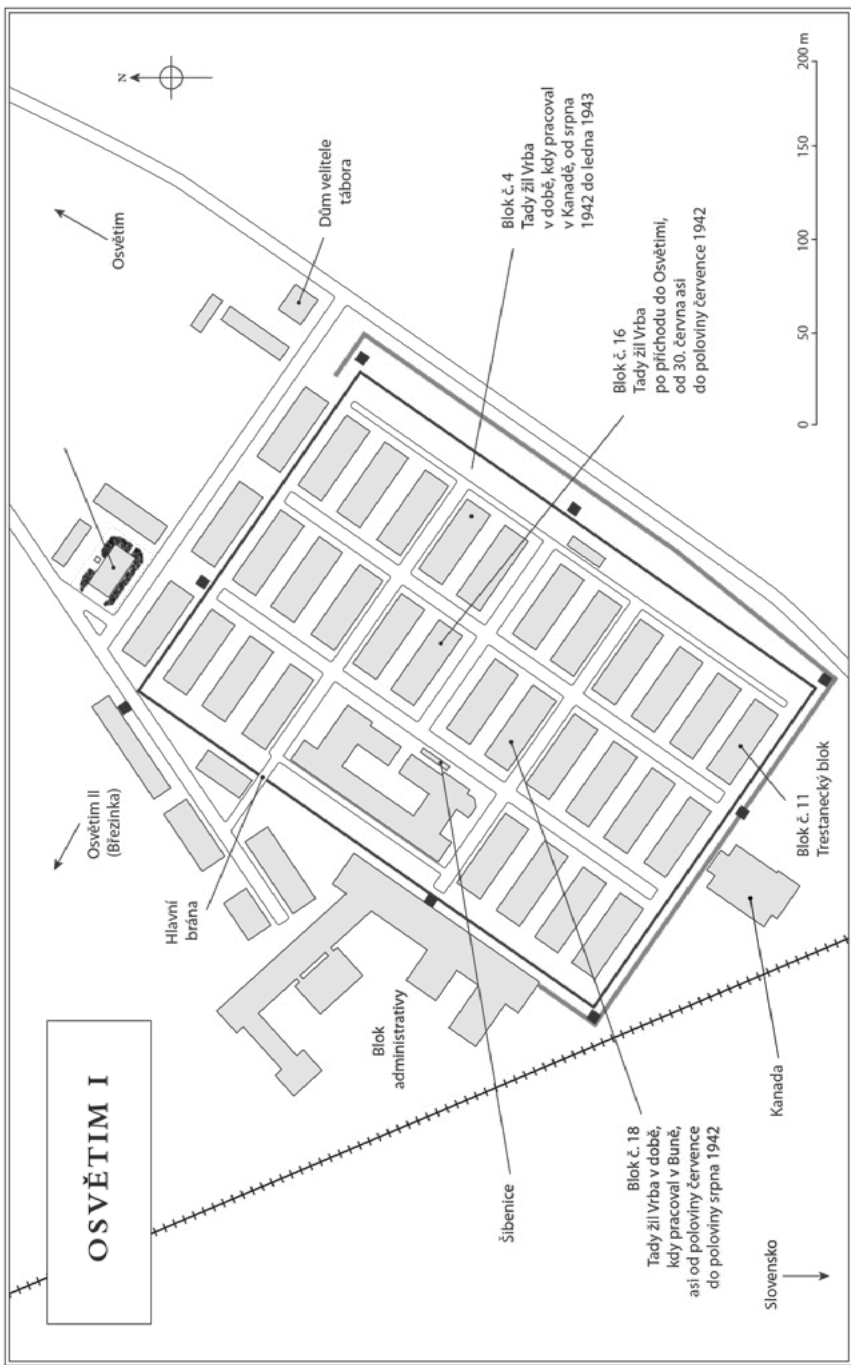 OSVĚTIM I
N
Osvětim
Dům velitele
tábora
Osvětim II
(Březinka)
Hlavní
brána
Blok č. 4
Tady žil Vrba
v době, kdy pracoval
v Kanadě, od srpna
1942 do ledna 1943
Blok č. 16
Tady žil Vrba
po příchodu do Osvětimi,
od 30. června asi
do poloviny července 1942
Blok
administrativy
Šibenice
Blok č. 18
Tady žil Vrba v době,
kdy pracoval v Buně,
asi od poloviny července
do poloviny srpna 1942
Blok č. 11
Trestanecký blok
Kanada
Slovensko
0
50
100
150
200 m